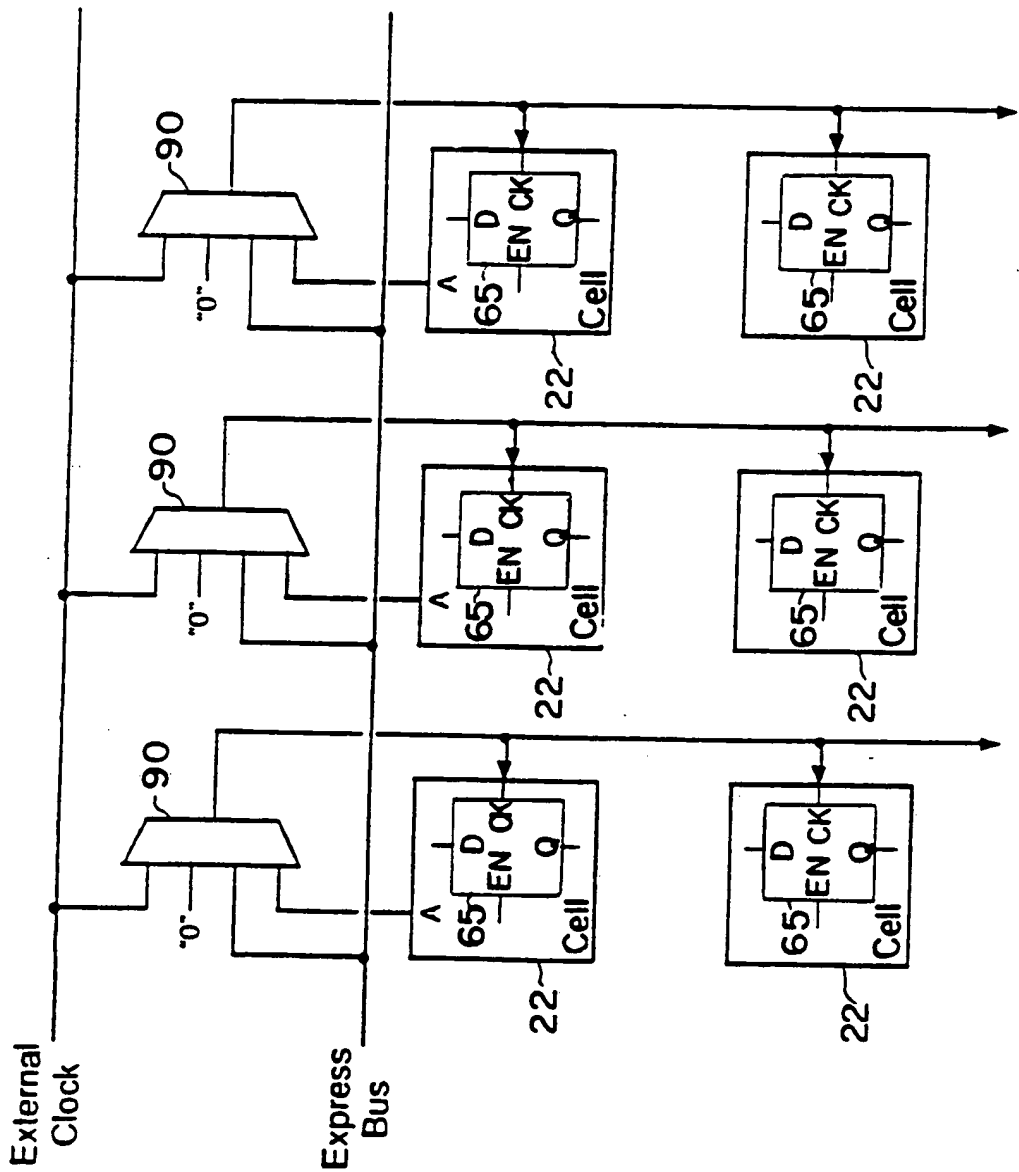 External
Clock
90
90
90
"0"
"0"
"0"
Express
Bus
A
65
D
EN CK
Q
Cell
22
A
65
D
EN CK
Q
Cell
22
A
65
D
EN CK
Q
Cell
22
65
D
EN CK
Q
Cell
22
65
D
EN CK
Q
Cell
22
65
D
EN CK
Q
Cell
22